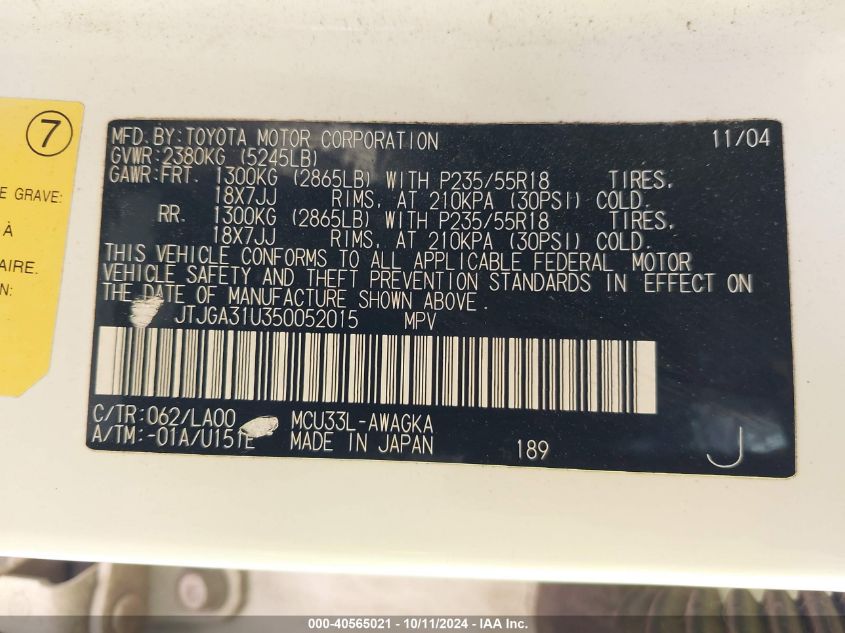 7
E GRAVE:
À
AIRE.
N:
MFD.BY:TOYOTA MOTOR CORPORATION 11/04
GVWR:2380KG (5245LB)
GAWR:FRT. 1300KG (2865LB) WITH P235/55R18 TIRES,
18X7JJ RIMS, AT 210KPA (30PSI) COLD.
RR. 1300KG (2865LB) WITH P235/55R18 TIRES,
18X7JJ RIMS, AT 210KPA (30PSI) COLD.
THIS VEHICLE CONFORMS TO ALL APPLICABLE FEDERAL MOTOR
VEHICLE SAFETY AND THEFT PREVENTION STANDARDS IN EFFECT ON
THE DATE OF MANUFACTURE SHOWN ABOVE.
JTJGA31U350052015 MPV
C/TR:062/LA00 MCU33L-AWAGKA
A/TM:-01A/U151E MADE IN JAPAN 189 J
000-40565021 - 10/11/2024 - IAA Inc.